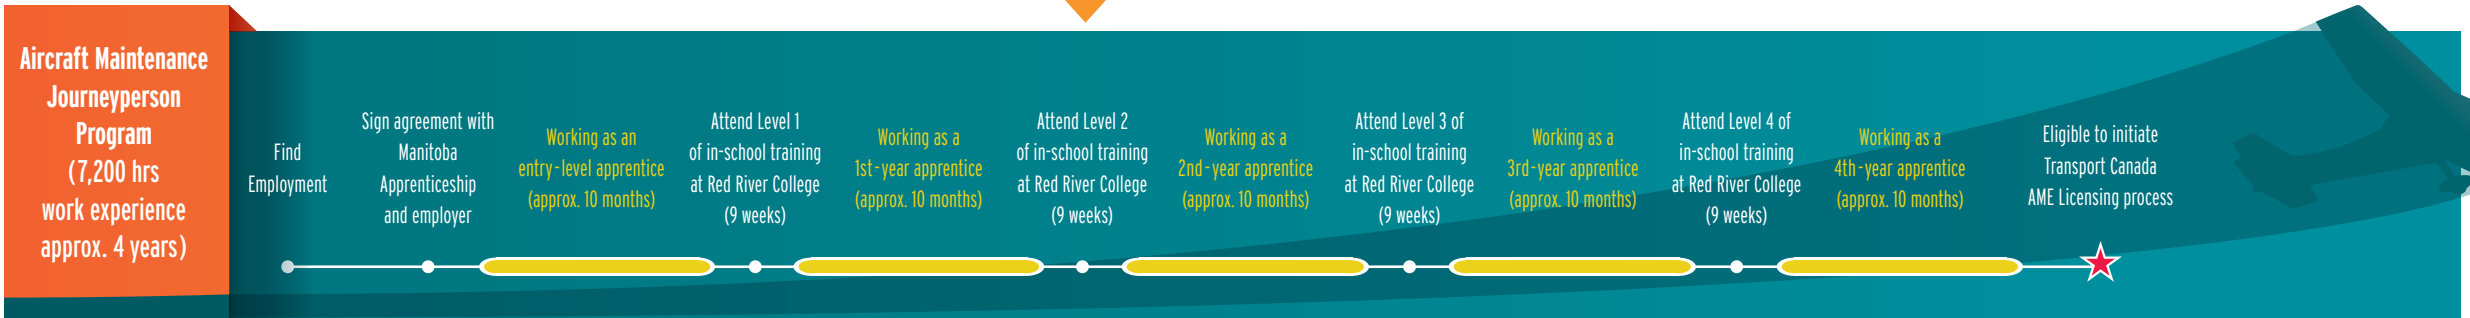 Aircraft Maintenance
Journeyperson
Program
(7,200 hrs
work experience
approx. 4 years)
Find
Employment
Sign agreement with
Manitoba
Apprenticeship
and employer
Working as an
entry-level apprentice
(approx. 10 months)
Attend Level 1
of in-school training
at Red River College
(9 weeks)
Working as a
1st-year apprentice
(approx. 10 months)
Attend Level 2
of in-school training
at Red River College
(9 weeks)
Working as a
2nd-year apprentice
(approx. 10 months)
Attend Level 3 of
in-school training
at Red River College
(9 weeks)
Working as a
3rd-year apprentice
(approx. 10 months)
Attend Level 4 of
in-school training
at Red River College
(9 weeks)
Working as a
4th-year apprentice
(approx. 10 months)
Eligible to initiate
Transport Canada
AME Licensing process